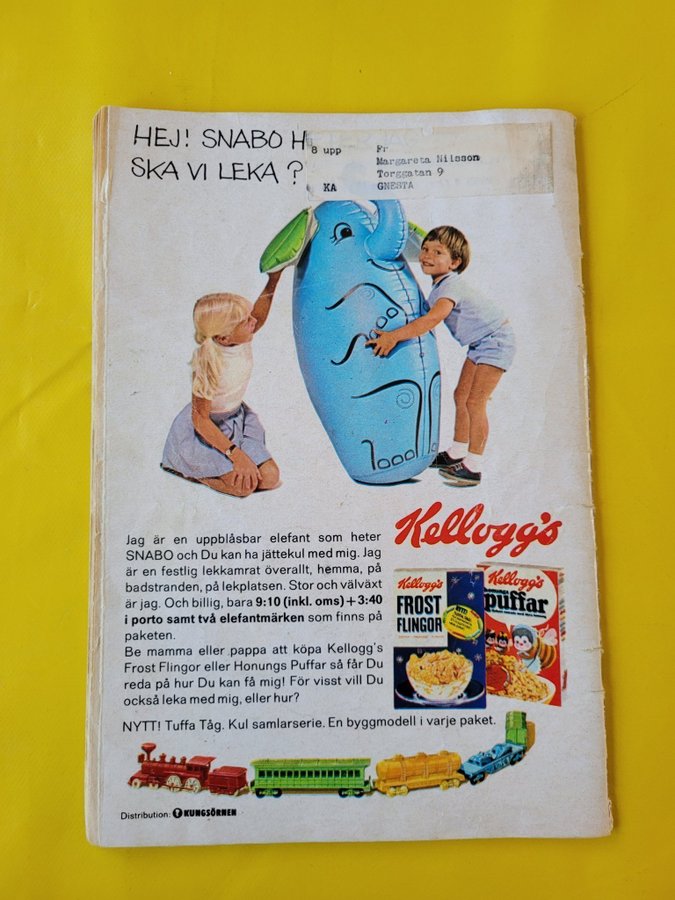 HEJ! SNABO H
SKA VI LEKA?
8 upp Fr
Margareta Nilsson
Torggatan 9
KA GNESTA
Jag är en uppblåsbar elefant som heter
SNABO och Du kan ha jättekul med mig. Jag
är en festlig lekkamrat överallt, hemma, på
badstranden, på lekplatsen. Stor och välväxt
är jag. Och billig, bara 9:10 (inkl. oms) + 3:40
i porto samt två elefantmärken som finns på
paketen.
Be mamma eller pappa att köpa Kellogg's
Frost Flingor eller Honungs Puffar så får Du
reda på hur Du kan få mig! För visst vill Du
också leka med mig, eller hur?
Kellogg's
Kellogg's
FROST
FLINGOR
NYTT!
Kellogg's
puffar
NYTT! Tuffa Tåg. Kul samlarserie. En byggmodell i varje paket.
Distribution: KUNGSÖRNEN